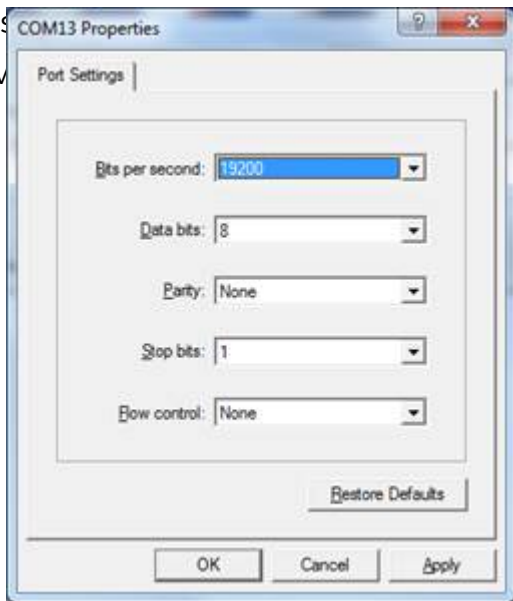 COM13 Properties
Port Settings
Bits per second: 19200
Data bits: 8
Parity: None
Stop bits: 1
Flow control: None
Restore Defaults
OK Cancel Apply